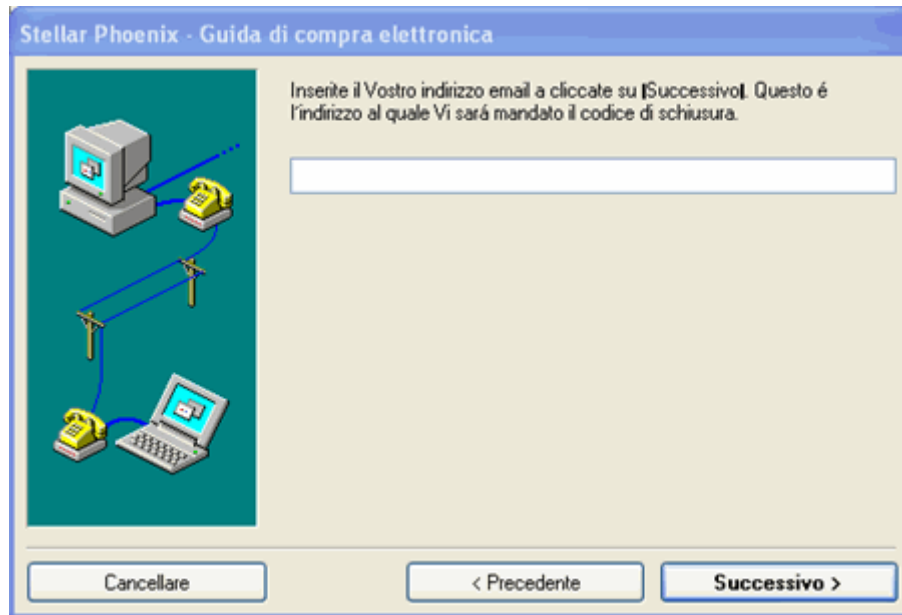 Stellar Phoenix - Guida di compra elettronica
Inserite il Vostro indirizzo email a cliccate su |Successivo|. Questo é
l'indirizzo al quale Vi sará mandato il codice di schiusura.
Cancellare
< Precedente
Successivo >